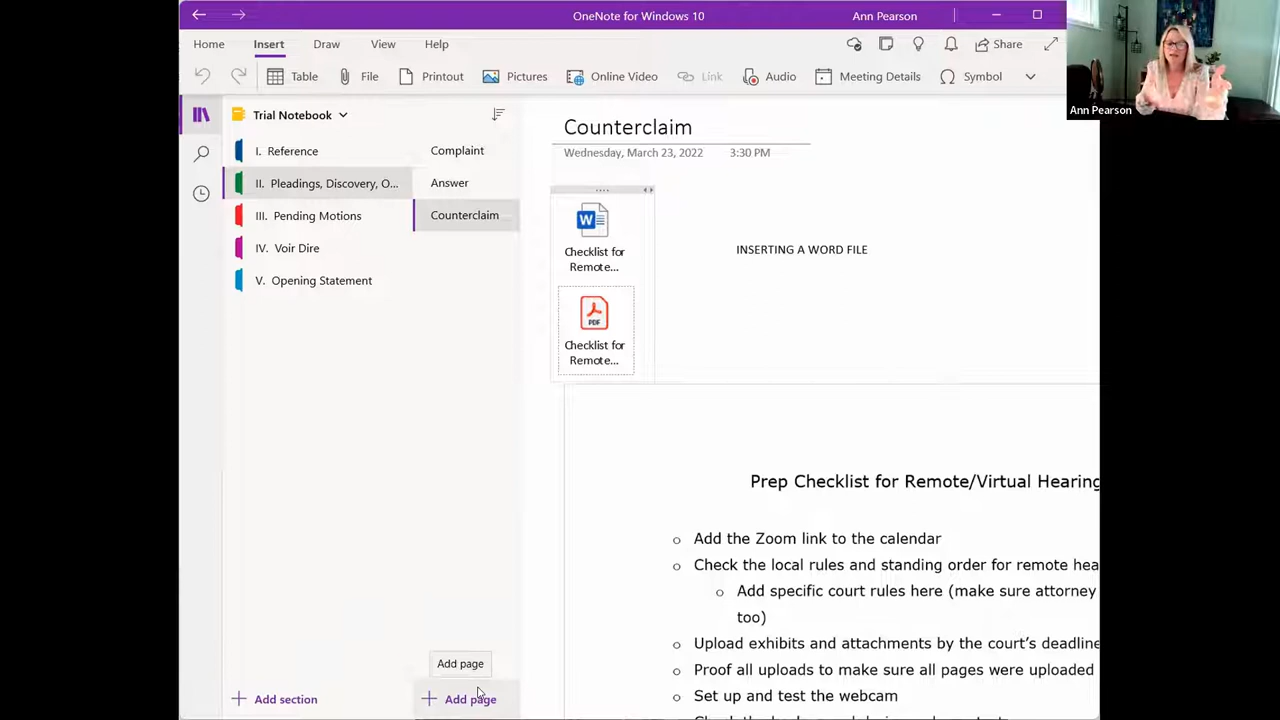 OneNote for Windows 10
Ann Pearson
Home
Insert
Draw
View
Help
Share
Table
File
Printout
Pictures
Online Video
Link
Audio
Meeting Details
Symbol
Ann Pearson
Trial Notebook
I. Reference
II. Pleadings, Discovery, O...
III. Pending Motions
IV. Voir Dire
V. Opening Statement
Complaint
Answer
Counterclaim
Counterclaim
Wednesday, March 23, 2022 3:30 PM
W
Checklist for
Remote...
INSERTING A WORD FILE
PDF
Checklist for
Remote...
Prep Checklist for Remote/Virtual Hearing
o Add the Zoom link to the calendar
o Check the local rules and standing order for remote hea
o Add specific court rules here (make sure attorney
too)
o Upload exhibits and attachments by the court's deadline
o Proof all uploads to make sure all pages were uploaded
o Set up and test the webcam
Add page
Add section
Add page